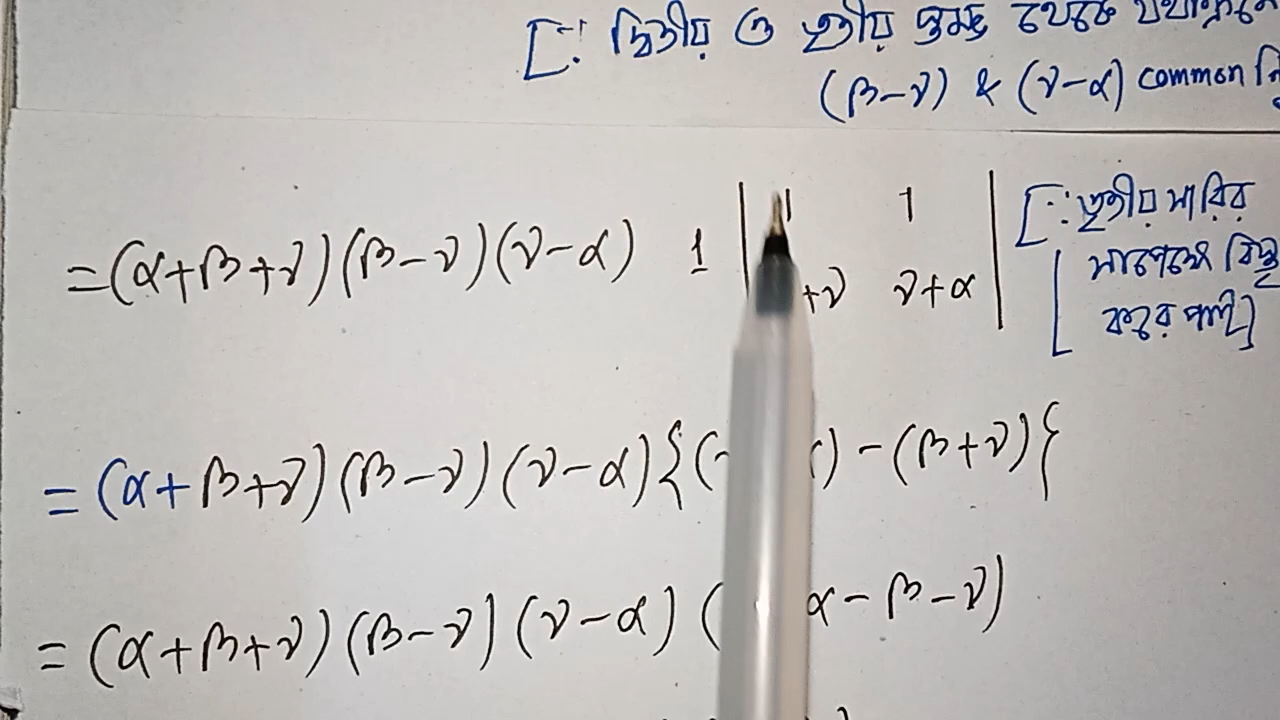 [∵ দ্বিতীয় ও তৃতীয় স্তম্ভ থেকে যথাক্রমে
(β-γ) & (γ-α) common
=(α+β+γ)(β-γ)(γ-α) 1 | 1 1 | [∵ তৃতীয় সারির
+γ γ+α সাপেক্ষে
করে পাই]
=(α+β+γ)(β-γ)(γ-α){( ) -(β+γ)}
=(α+β+γ)(β-γ)(γ-α)( α-β-γ)